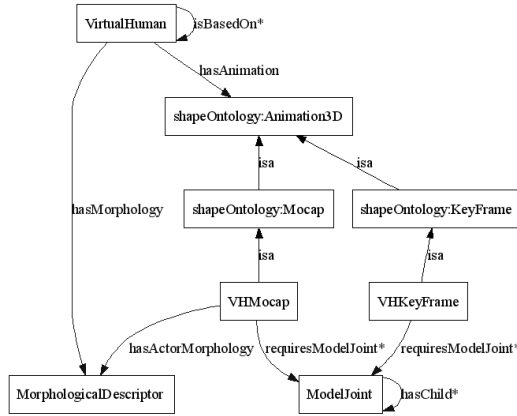 VirtualHuman
isBasedOn*
hasAnimation
shapeOntology:Animation3D
isa
isa
hasMorphology
shapeOntology:Mocap
shapeOntology:KeyFrame
isa
isa
VHMocap
VHKeyFrame
hasActorMorphology
requiresModelJoint*
requiresModelJoint*
MorphologicalDescriptor
ModelJoint
hasChild*